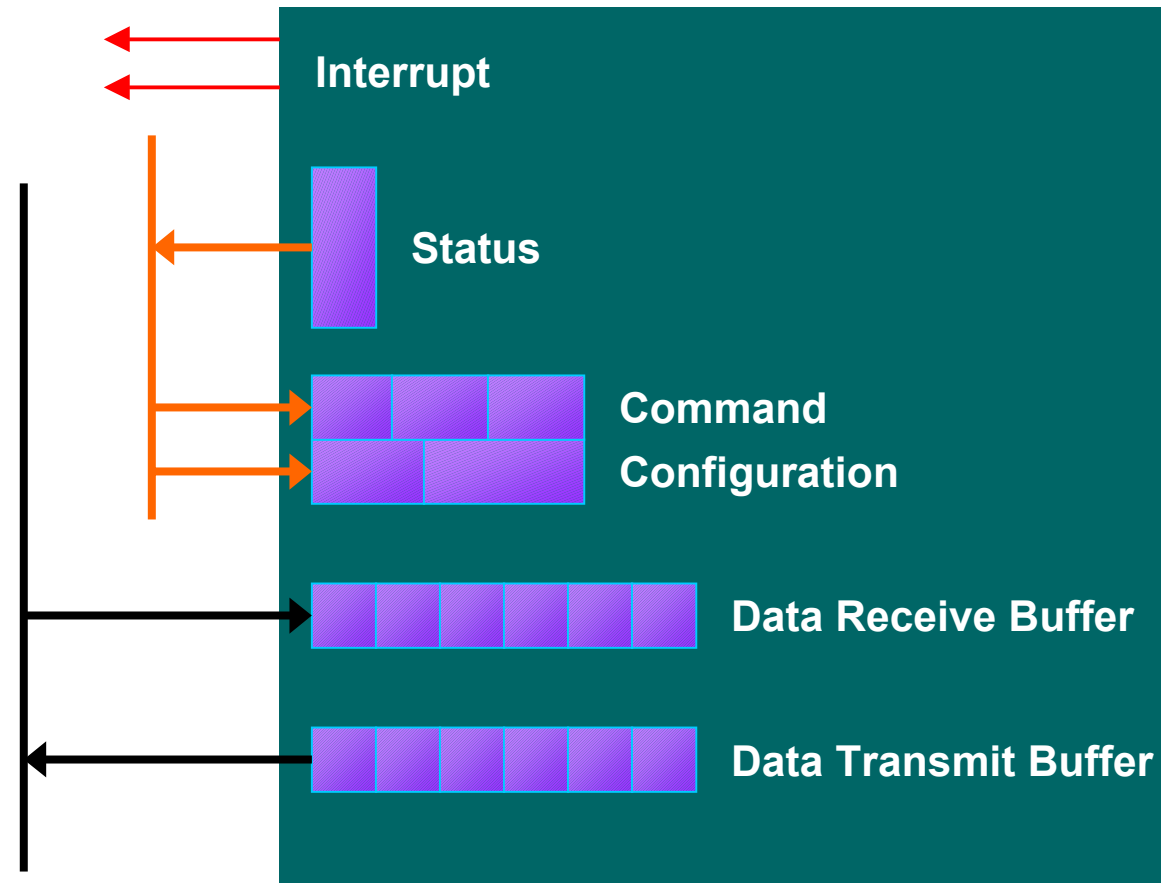 Interrupt
Status
Command
Configuration
Data Receive Buffer
Data Transmit Buffer